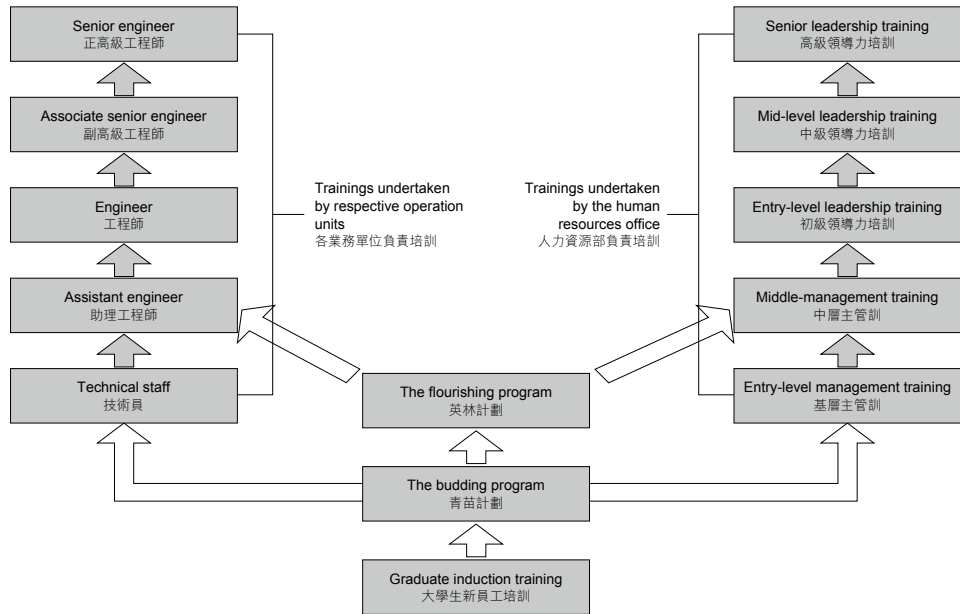 Senior engineer
正高級工程師
Associate senior engineer
副高級工程師
Engineer
工程師
Assistant engineer
助理工程師
Technical staff
技術員
Trainings undertaken
by respective operation
units
各業務單位負責培訓
Trainings undertaken
by the human
resources office
人力資源部負責培訓
Senior leadership training
高級領導力培訓
Mid-level leadership training
中級領導力培訓
Entry-level leadership training
初級領導力培訓
Middle-management training
中層主管訓
Entry-level management training
基層主管訓
The flourishing program
英林計劃
The budding program
青苗計劃
Graduate induction training
大學生新員工培訓